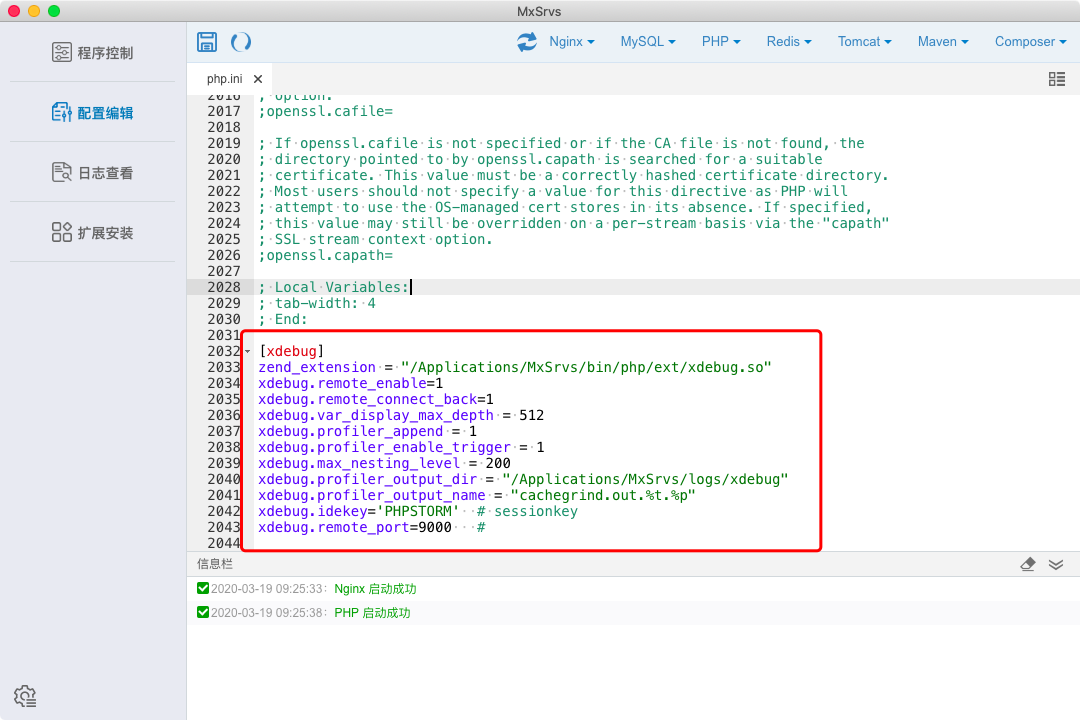 MxSrvs
程序控制
配置编辑
日志查看
扩展安装
Nginx MySQL PHP Redis Tomcat Maven Composer
php.ini
2016 ; option.
2017 ;openssl.cafile=
2018
2019 ; If openssl.cafile is not specified or if the CA file is not found, the
2020 ; directory pointed to by openssl.capath is searched for a suitable
2021 ; certificate. This value must be a correctly hashed certificate directory.
2022 ; Most users should not specify a value for this directive as PHP will
2023 ; attempt to use the OS-managed cert stores in its absence. If specified,
2024 ; this value may still be overridden on a per-stream basis via the "capath"
2025 ; SSL stream context option.
2026 ;openssl.capath=
2027
2028 ; Local Variables:
2029 ; tab-width: 4
2030 ; End:
2031
2032 [xdebug]
2033 zend_extension = "/Applications/MxSrvs/bin/php/ext/xdebug.so"
2034 xdebug.remote_enable=1
2035 xdebug.remote_connect_back=1
2036 xdebug.var_display_max_depth = 512
2037 xdebug.profiler_append = 1
2038 xdebug.profiler_enable_trigger = 1
2039 xdebug.max_nesting_level = 200
2040 xdebug.profiler_output_dir = "/Applications/MxSrvs/logs/xdebug"
2041 xdebug.profiler_output_name = "cachegrind.out.%t.%p"
2042 xdebug.idekey='PHPSTORM'  # sessionkey
2043 xdebug.remote_port=9000   #
2044
信息栏
2020-03-19 09:25:33: Nginx 启动成功
2020-03-19 09:25:38: PHP 启动成功